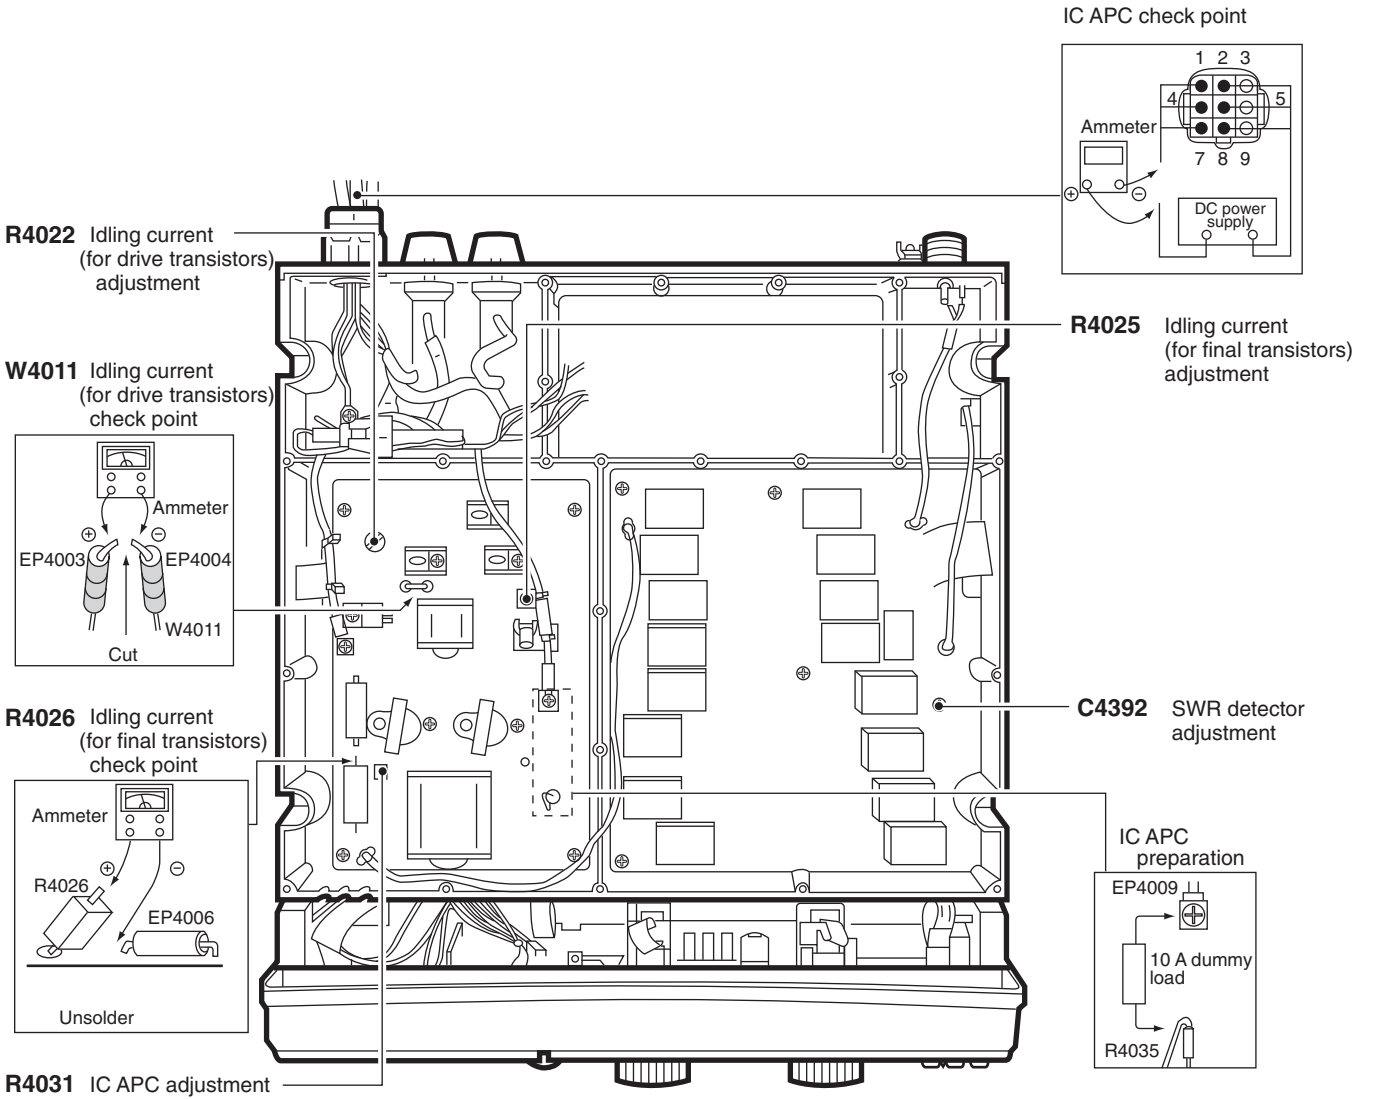 IC APC check point
1 2 3
4 5
Ammeter
7 8 9
DC power
supply
R4022 Idling current
(for drive transistors)
adjustment
R4025 Idling current
(for final transistors)
adjustment
W4011 Idling current
(for drive transistors)
check point
Ammeter
EP4003 EP4004
W4011
Cut
R4026 Idling current
(for final transistors)
check point
Ammeter
R4026
EP4006
Unsolder
C4392 SWR detector
adjustment
IC APC
preparation
EP4009
10 A dummy
load
R4035
R4031 IC APC adjustment